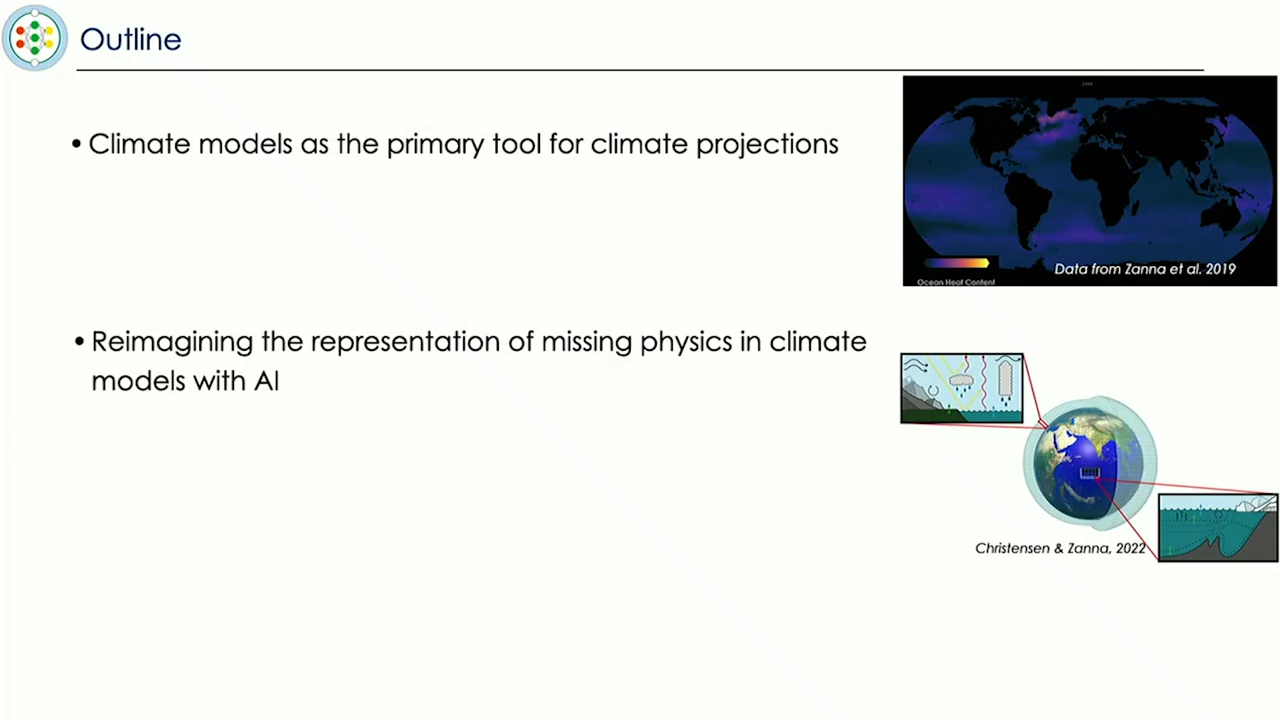 Outline
• Climate models as the primary tool for climate projections
Data from Zanna et al. 2019
Ocean Heat Content
• Reimagining the representation of missing physics in climate
models with AI
Christensen & Zanna, 2022